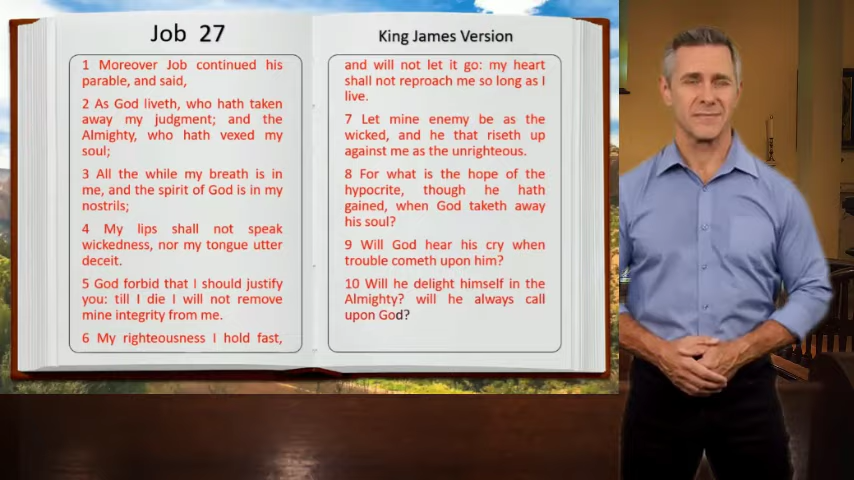 Job 27
1 Moreover Job continued his
parable, and said,
2 As God liveth, who hath taken
away my judgment; and the
Almighty, who hath vexed my
soul;
3 All the while my breath is in
me, and the spirit of God is in my
nostrils;
4 My lips shall not speak
wickedness, nor my tongue utter
deceit.
5 God forbid that I should justify
you: till I die I will not remove
mine integrity from me.
6 My righteousness I hold fast,
King James Version
and will not let it go: my heart
shall not reproach me so long as I
live.
7 Let mine enemy be as the
wicked, and he that riseth up
against me as the unrighteous.
8 For what is the hope of the
hypocrite, though he hath
gained, when God taketh away
his soul?
9 Will God hear his cry when
trouble cometh upon him?
10 Will he delight himself in the
Almighty? will he always call
upon God?